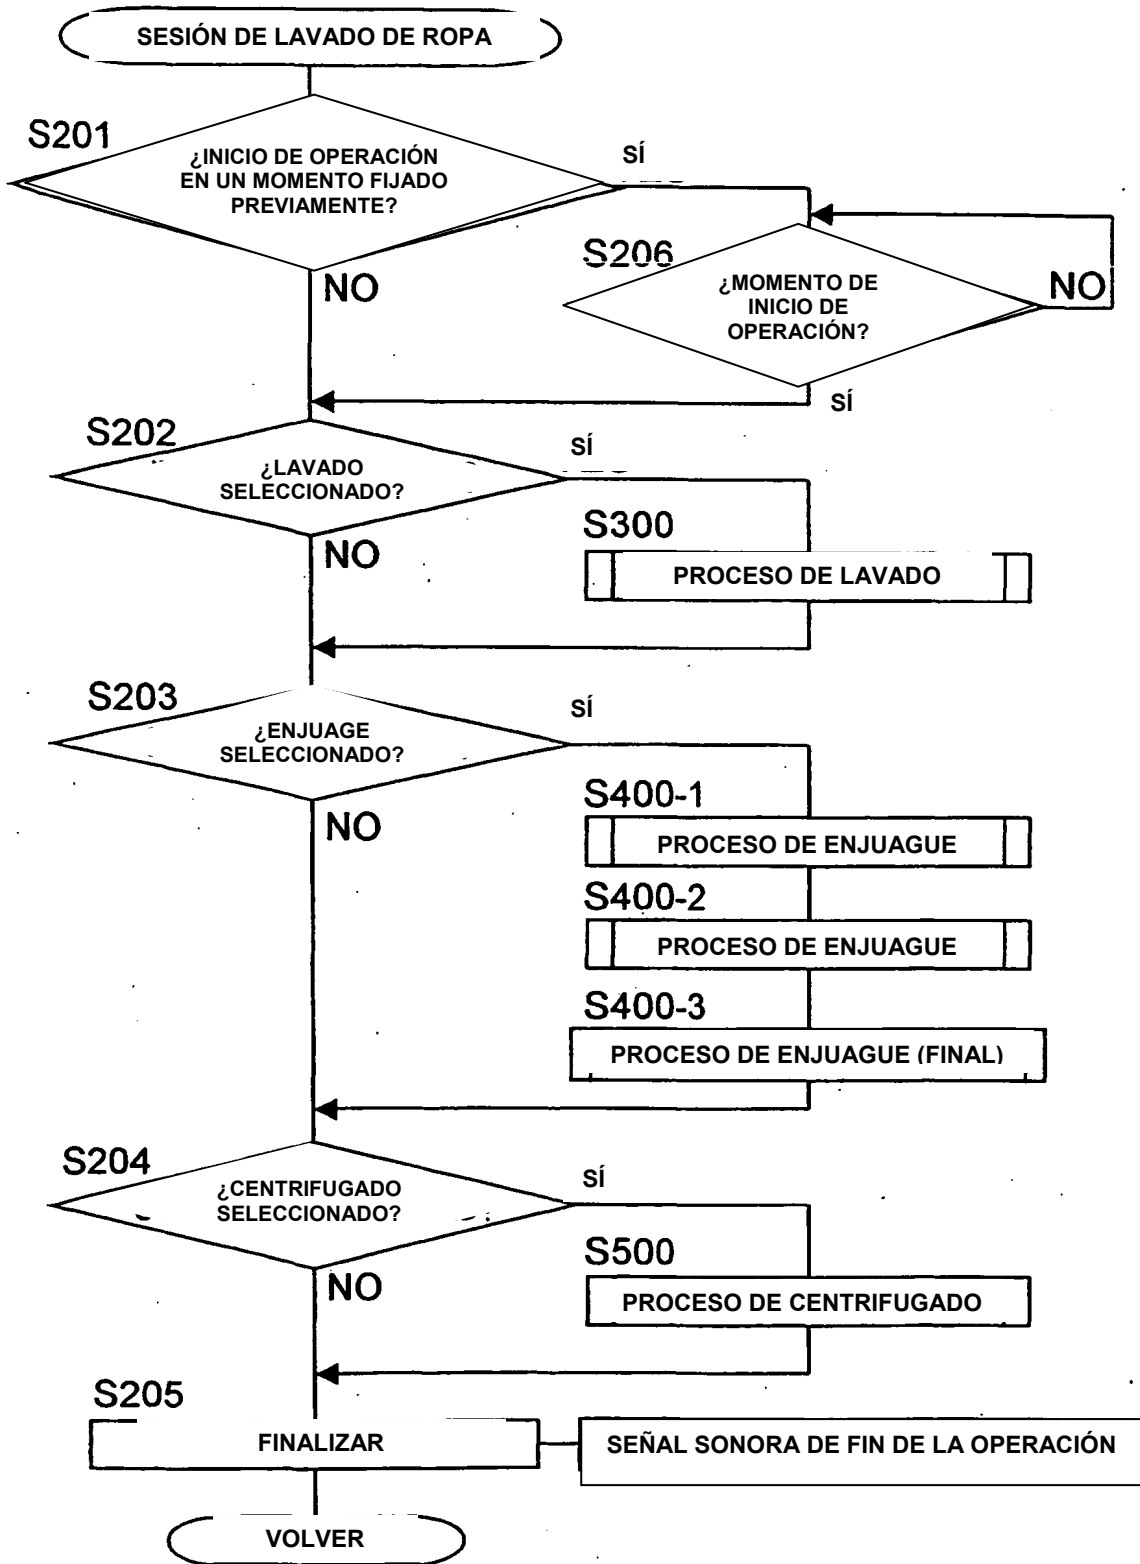 SESIÓN DE LAVADO DE ROPA
S201
¿INICIO DE OPERACIÓN
EN UN MOMENTO FIJADO
PREVIAMENTE?
SÍ
NO
S206
¿MOMENTO DE
INICIO DE
OPERACIÓN?
NO
SÍ
S202
¿LAVADO
SELECCIONADO?
SÍ
NO
S300
PROCESO DE LAVADO
S203
¿ENJUAGE
SELECCIONADO?
SÍ
NO
S400-1
PROCESO DE ENJUAGUE
S400-2
PROCESO DE ENJUAGUE
S400-3
PROCESO DE ENJUAGUE (FINAL)
S204
¿CENTRIFUGADO
SELECCIONADO?
SÍ
NO
S500
PROCESO DE CENTRIFUGADO
S205
FINALIZAR
SEÑAL SONORA DE FIN DE LA OPERACIÓN
VOLVER